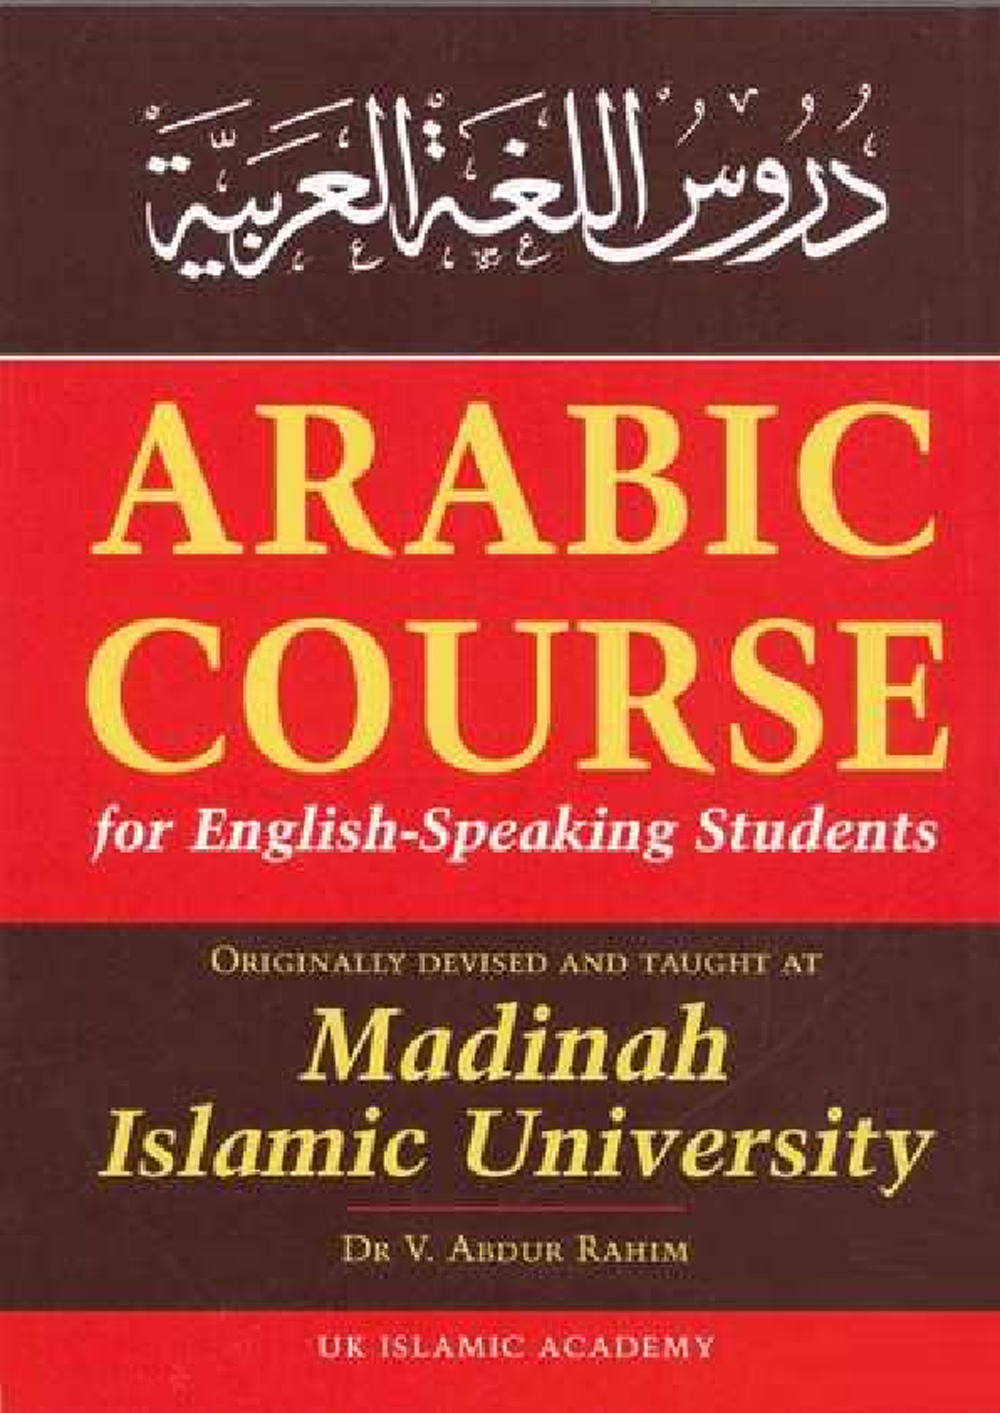 دُرُوسُ اللُّغَةِ العَرَبِيَّةِ
ARABIC
COURSE
for English-Speaking Students
ORIGINALLY DEVISED AND TAUGHT AT
Madinah
Islamic University
DR V. ABDUR RAHIM
UK ISLAMIC ACADEMY